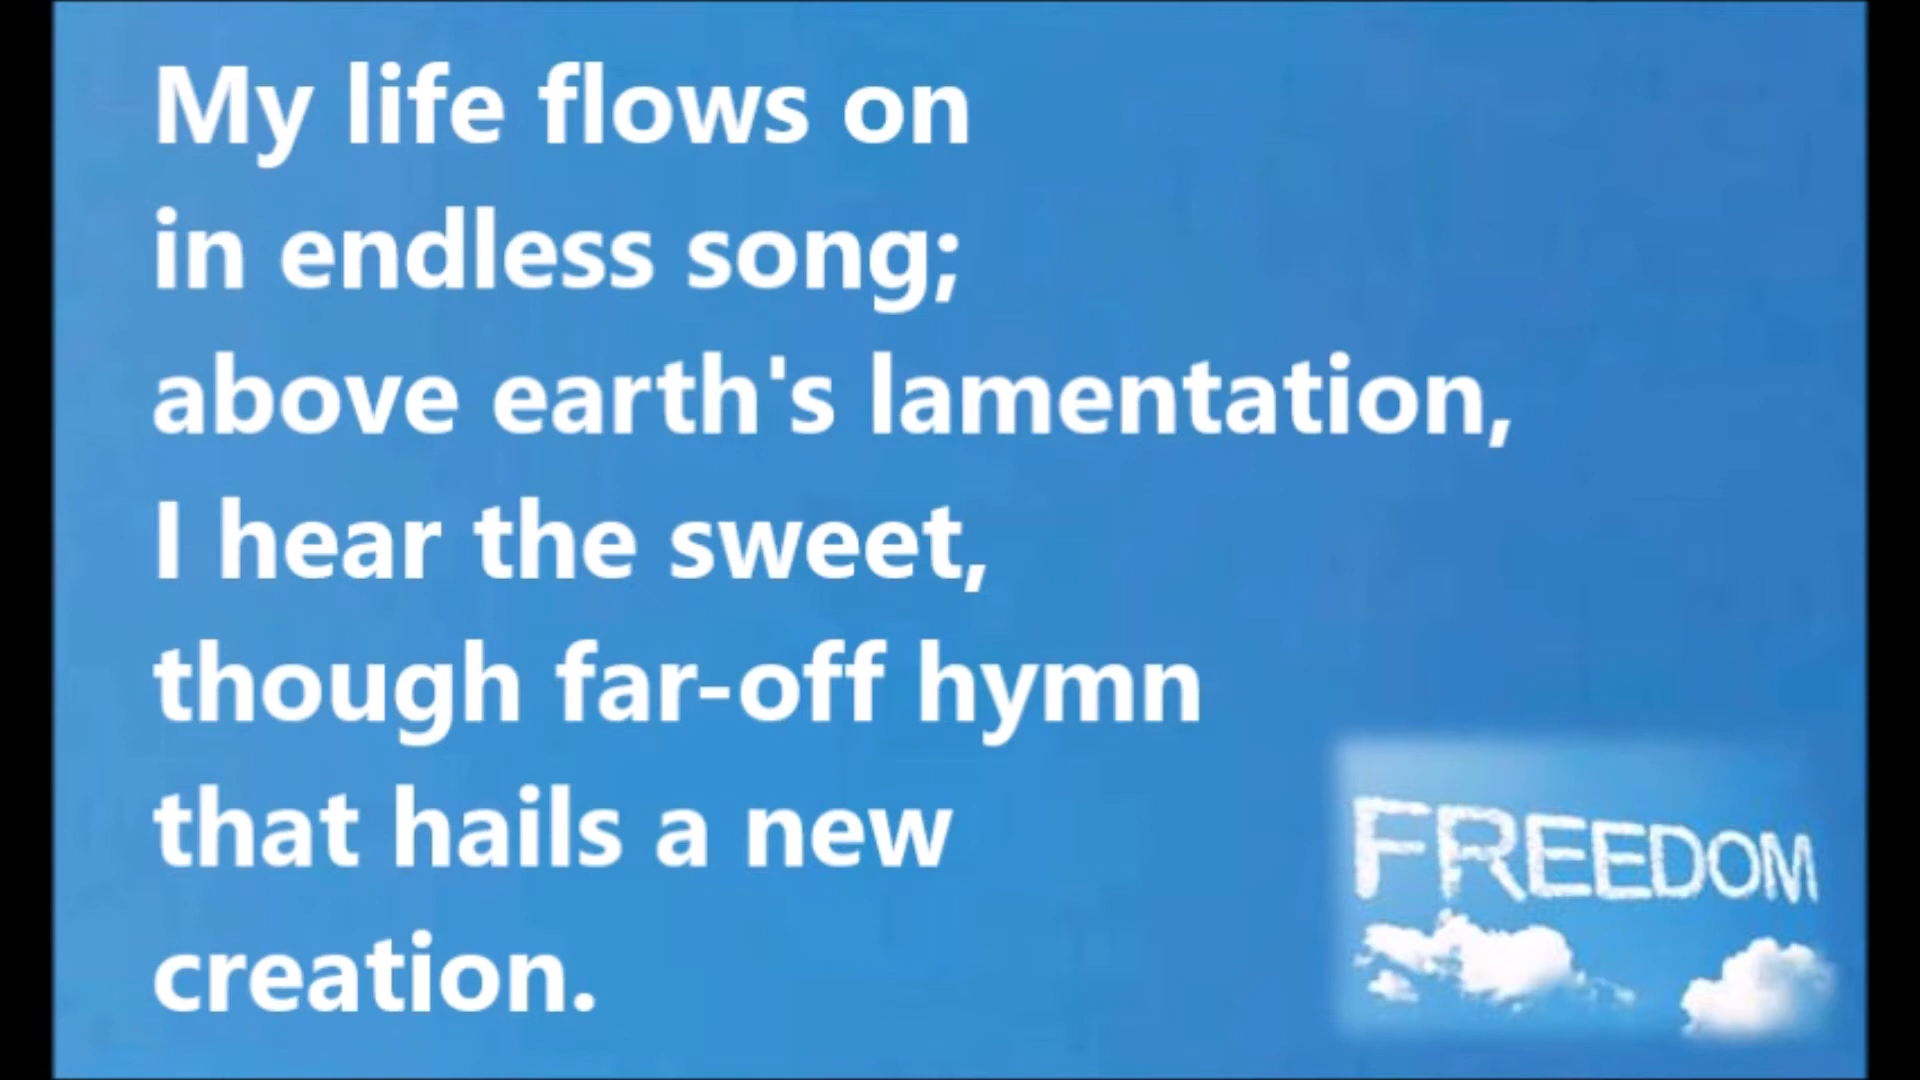 My life flows on
in endless song;
above earth's lamentation,
I hear the sweet,
though far-off hymn
that hails a new
creation.
FREEDOM